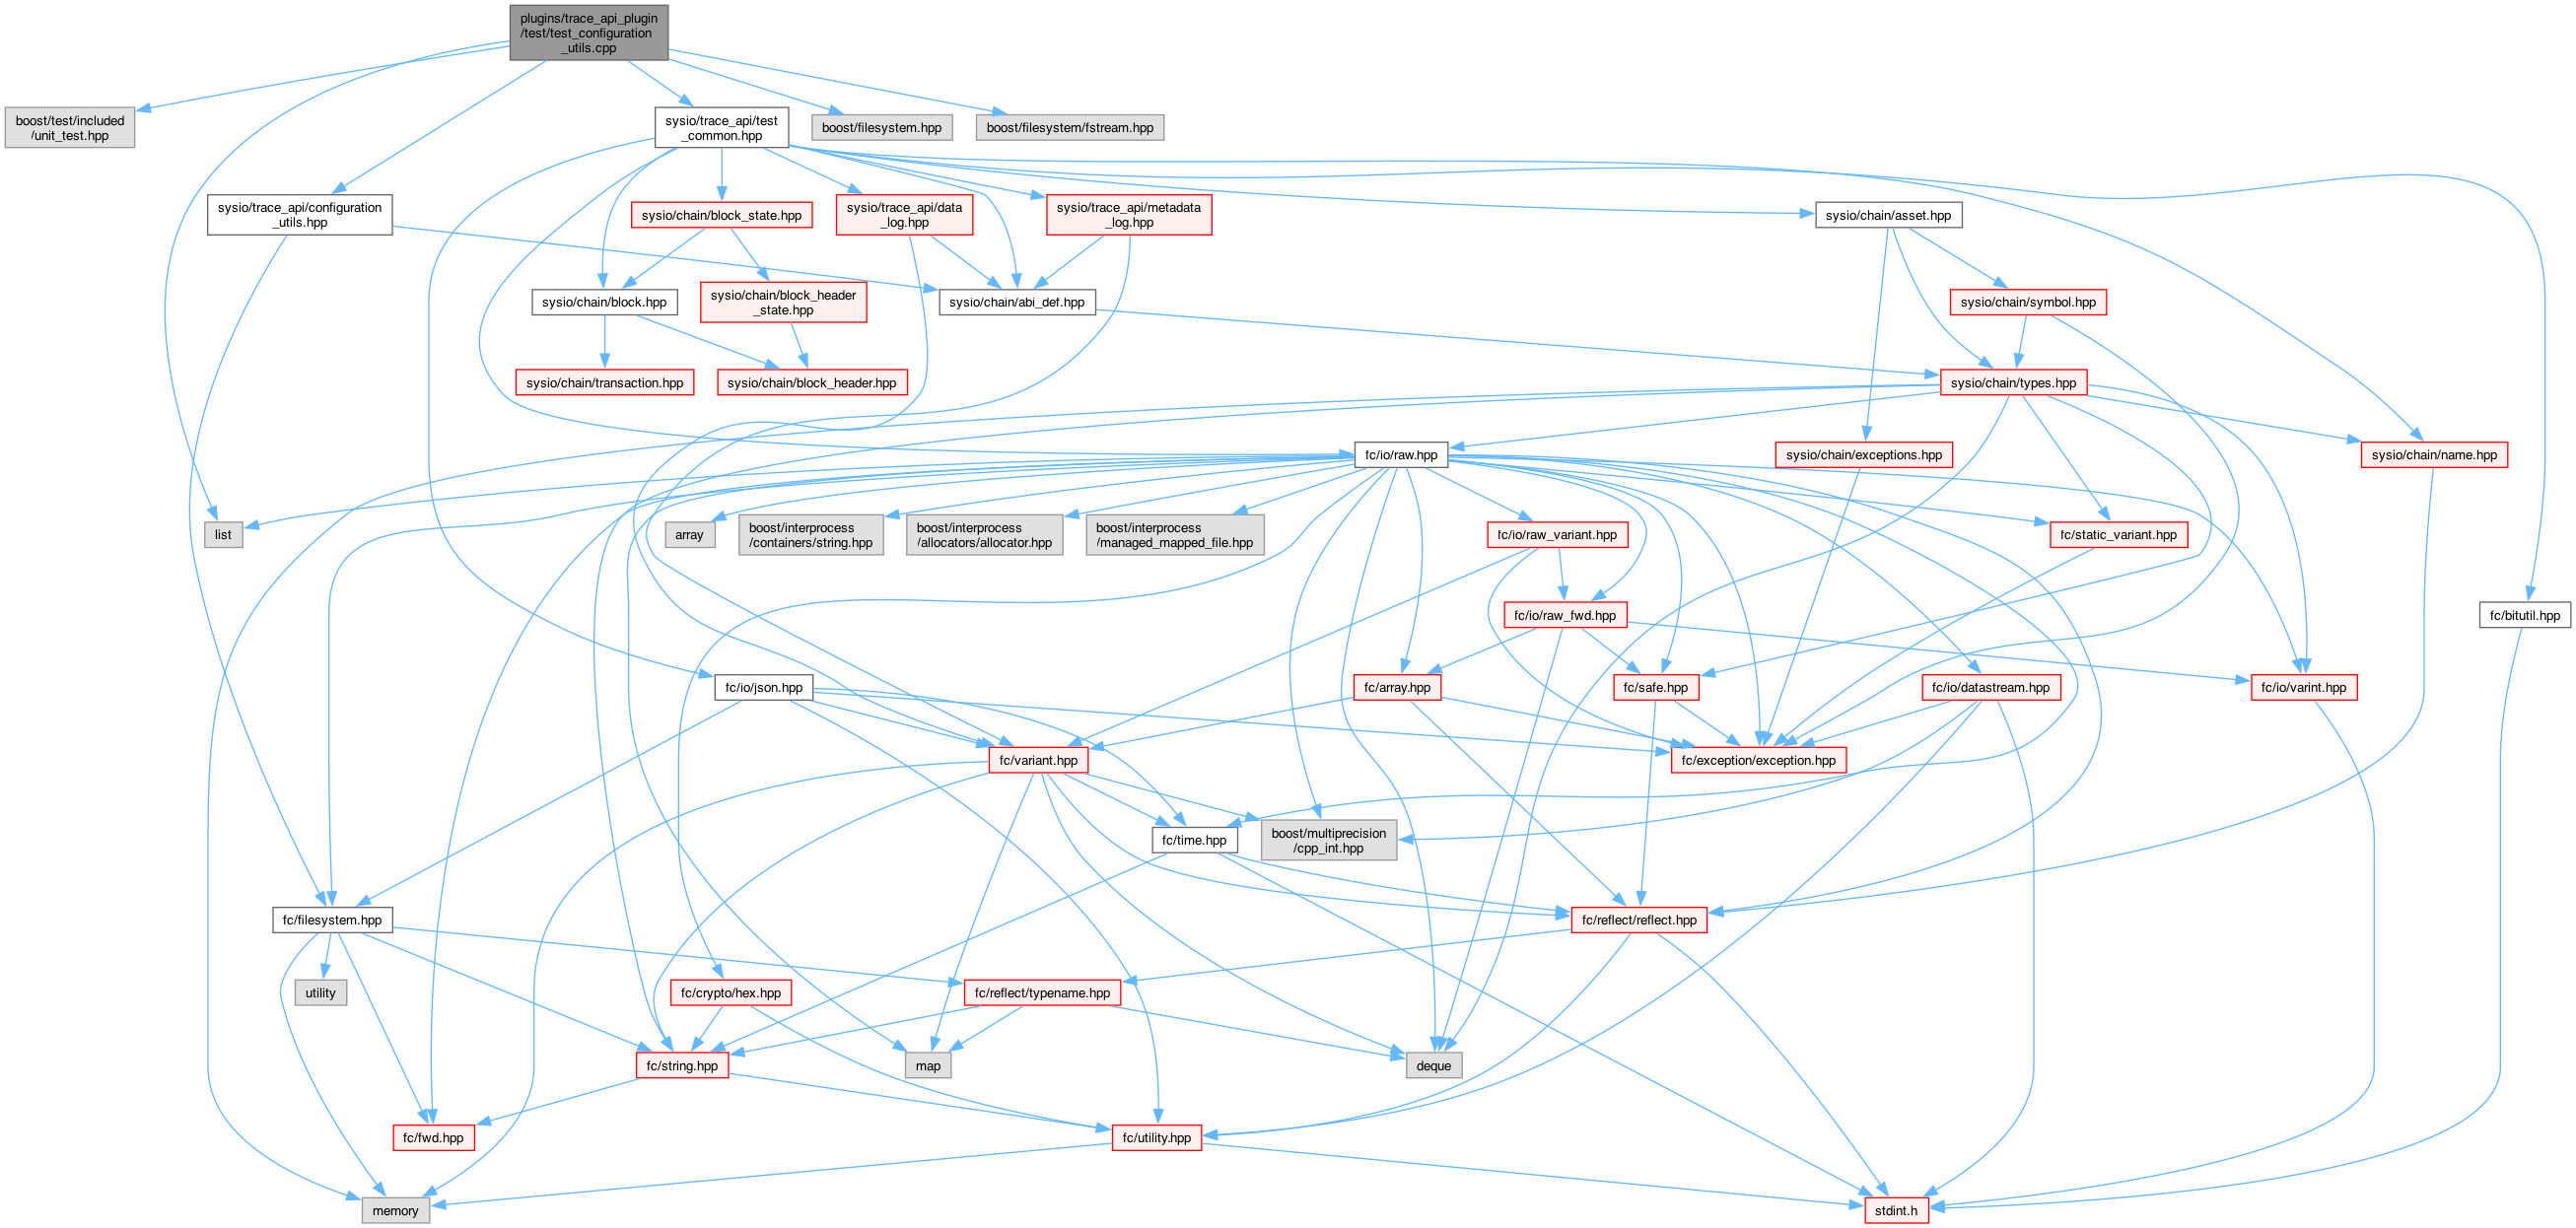 plugins/trace_api_plugin
/test/test_configuration
_utils.cpp
boost/test/included
/unit_test.hpp
sysio/trace_api/test
_common.hpp
boost/filesystem.hpp
boost/filesystem/fstream.hpp
sysio/trace_api/configuration
_utils.hpp
sysio/chain/block_state.hpp
sysio/trace_api/data
_log.hpp
sysio/trace_api/metadata
_log.hpp
sysio/chain/asset.hpp
sysio/chain/block.hpp
sysio/chain/block_header
_state.hpp
sysio/chain/abi_def.hpp
sysio/chain/symbol.hpp
sysio/chain/transaction.hpp
sysio/chain/block_header.hpp
sysio/chain/types.hpp
fc/io/raw.hpp
sysio/chain/exceptions.hpp
sysio/chain/name.hpp
list
array
boost/interprocess
/containers/string.hpp
boost/interprocess
/allocators/allocator.hpp
boost/interprocess
/managed_mapped_file.hpp
fc/io/raw_variant.hpp
fc/static_variant.hpp
fc/io/raw_fwd.hpp
fc/bitutil.hpp
fc/io/json.hpp
fc/array.hpp
fc/safe.hpp
fc/io/datastream.hpp
fc/io/varint.hpp
fc/variant.hpp
fc/exception/exception.hpp
fc/time.hpp
boost/multiprecision
/cpp_int.hpp
fc/filesystem.hpp
fc/reflect/reflect.hpp
utility
fc/crypto/hex.hpp
fc/reflect/typename.hpp
fc/string.hpp
map
deque
fc/fwd.hpp
fc/utility.hpp
memory
stdint.h